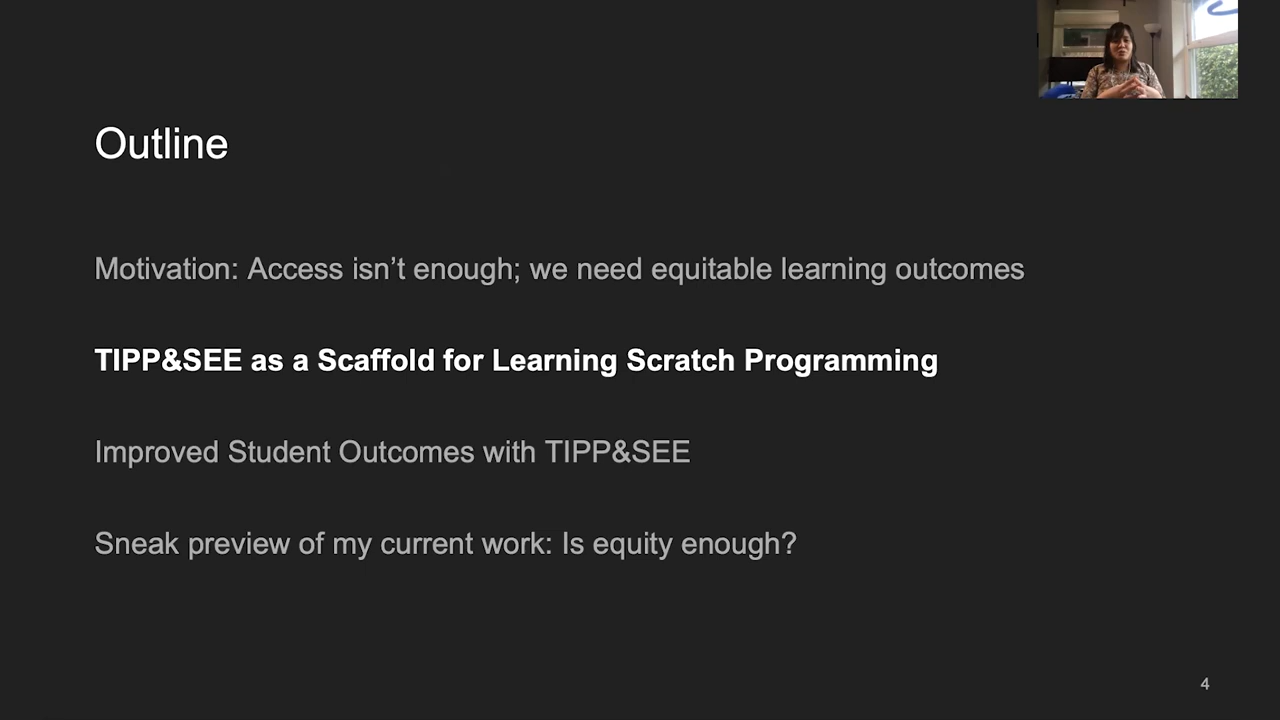 Outline
Motivation: Access isn’t enough; we need equitable learning outcomes
TIPP&SEE as a Scaffold for Learning Scratch Programming
Improved Student Outcomes with TIPP&SEE
Sneak preview of my current work: Is equity enough?
4